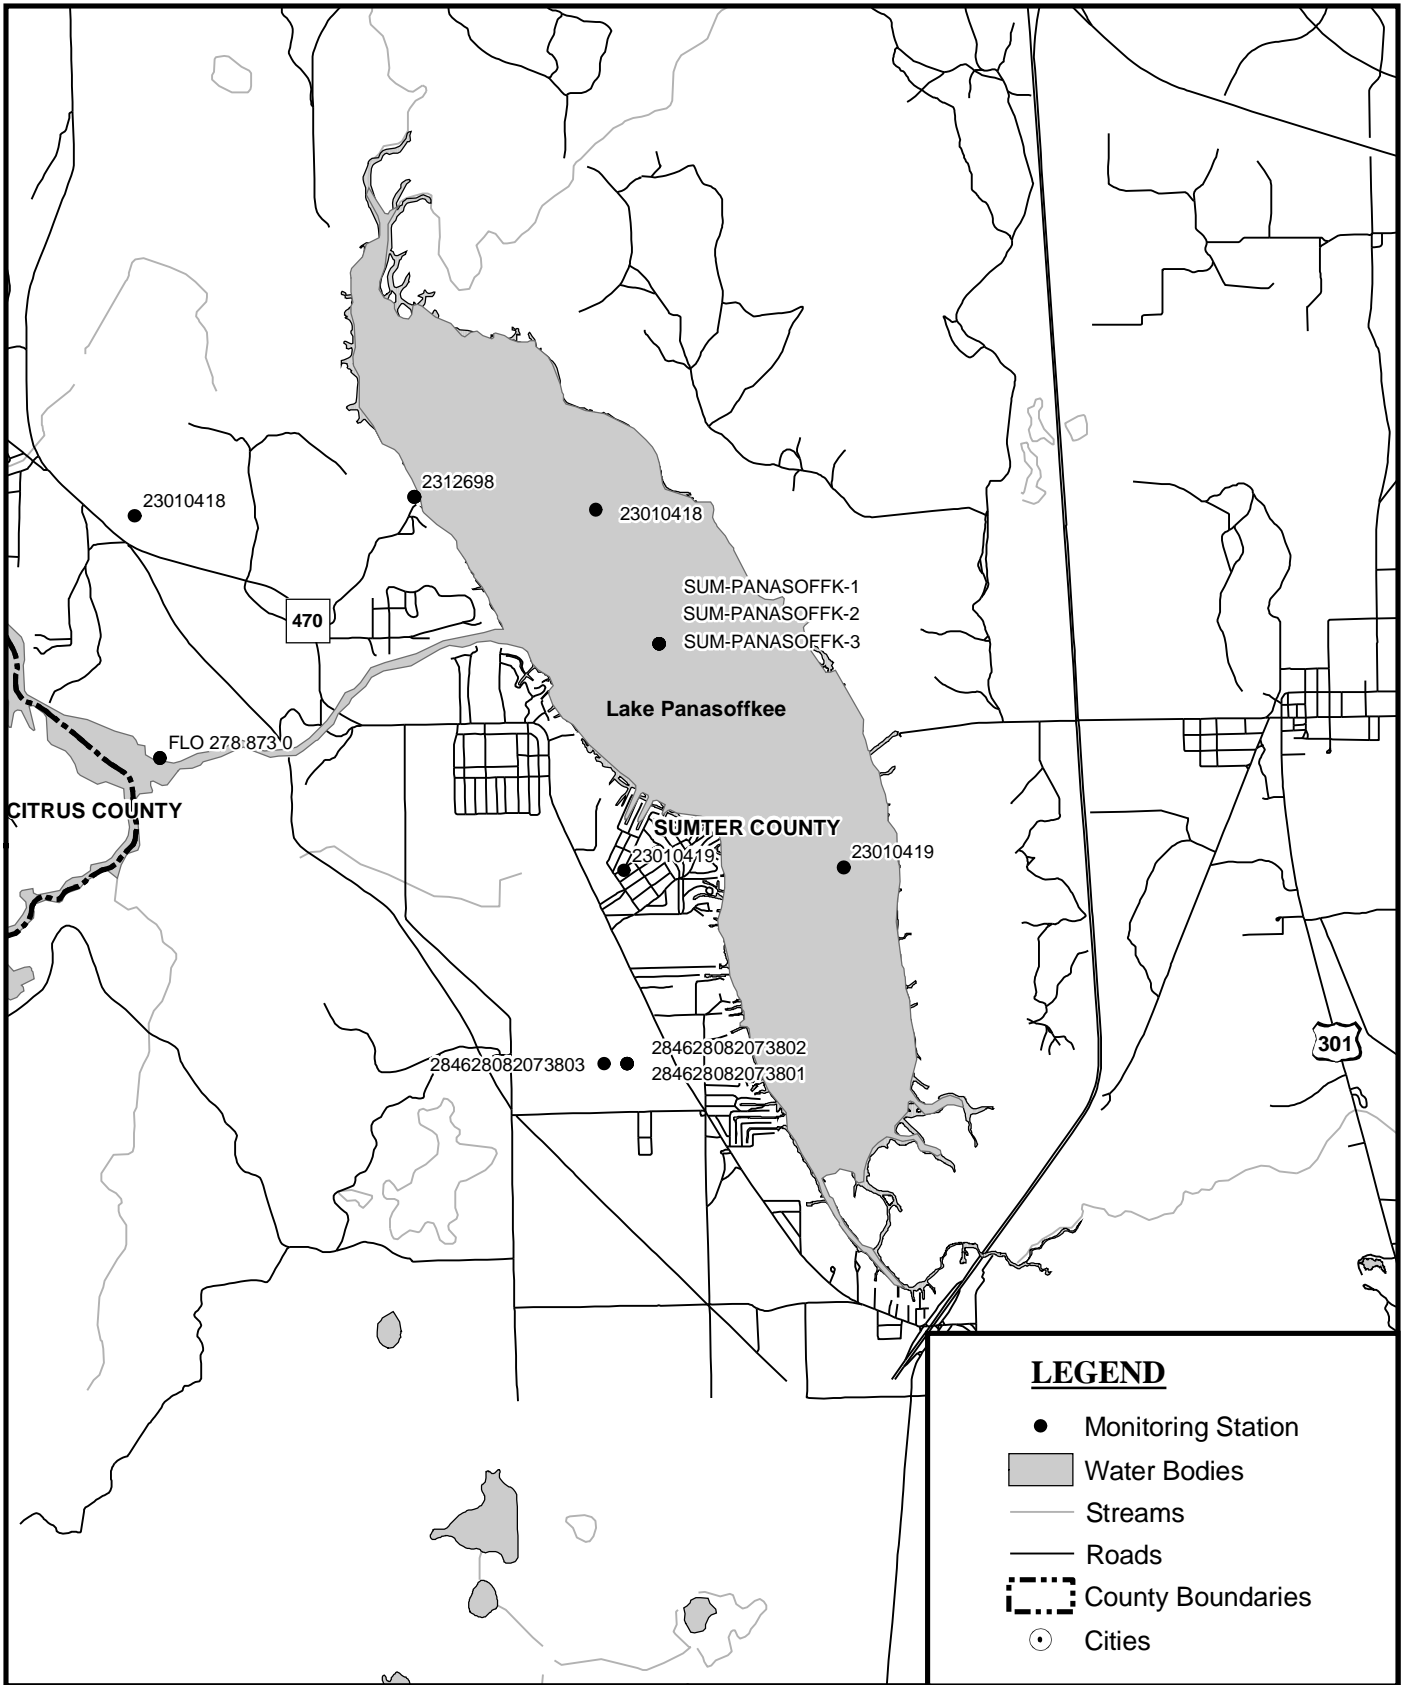 2312698
23010418
23010418
SUM-PANASOFFK-1
SUM-PANASOFFK-2
SUM-PANASOFFK-3
470
Lake Panasoffkee
FLO 278 873 0
CITRUS COUNTY
SUMTER COUNTY
23010419
23010419
301
284628082073802
284628082073803
284628082073801
LEGEND
Monitoring Station
Water Bodies
Streams
Roads
County Boundaries
Cities